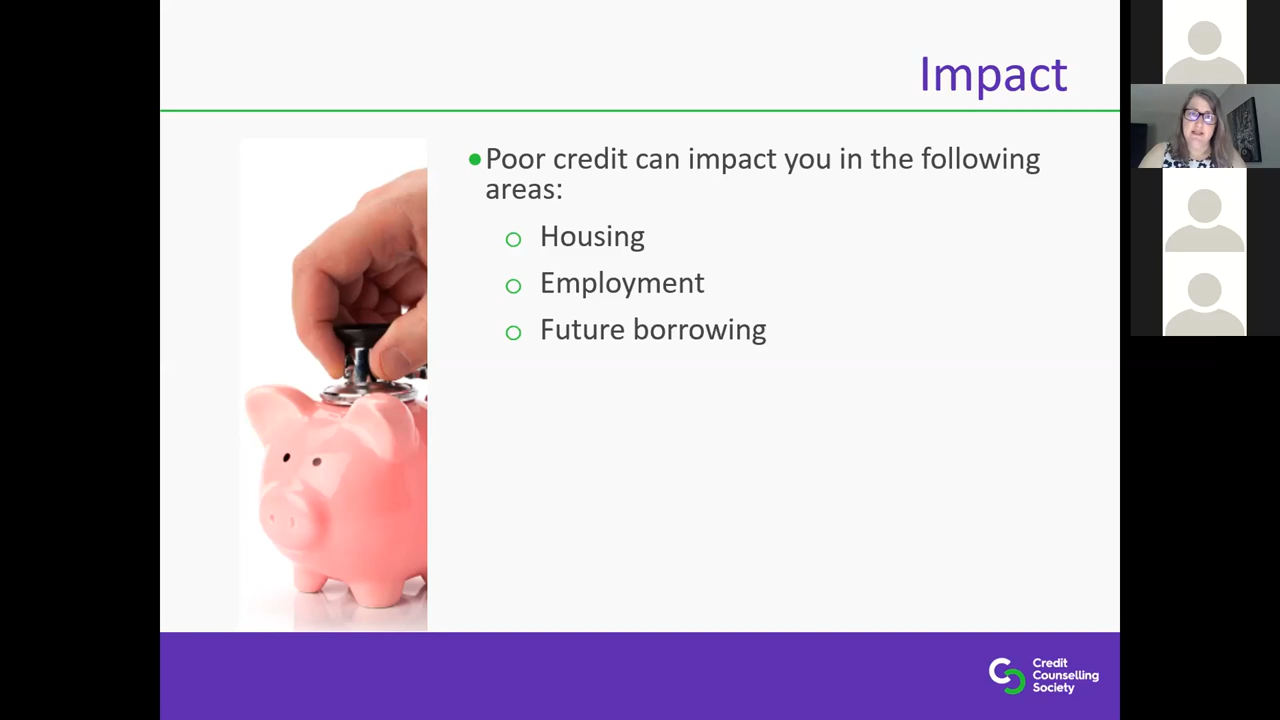 Impact
Poor credit can impact you in the following
areas:
Housing
Employment
Future borrowing
Credit
Counselling
Society